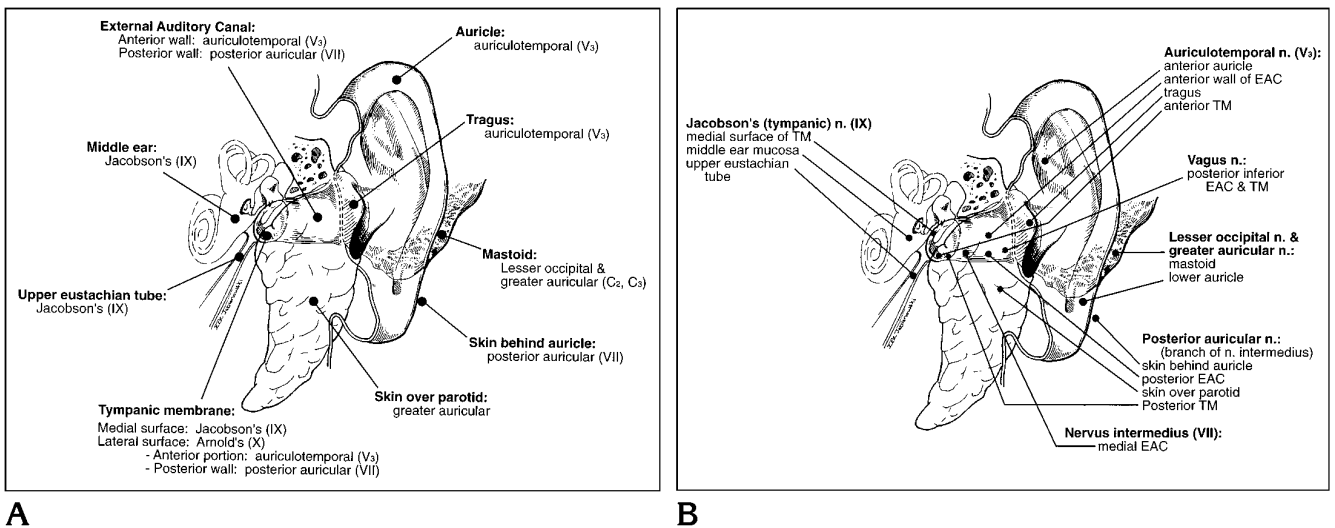 External Auditory Canal:
Anterior wall: auriculotemporal (V₃)
Posterior wall: posterior auricular (VII)
Auricle:
auriculotemporal (V₃)
Tragus:
auriculotemporal (V₃)
Middle ear:
Jacobson's (IX)
Mastoid:
Lesser occipital &
greater auricular (C₂, C₃)
Upper eustachian tube:
Jacobson's (IX)
Skin behind auricle:
posterior auricular (VII)
Skin over parotid:
greater auricular
Tympanic membrane:
Medial surface: Jacobson's (IX)
Lateral surface: Arnold's (X)
- Anterior portion: auriculotemporal (V₃)
- Posterior wall: posterior auricular (VII)
A
Auriculotemporal n. (V₃):
anterior auricle
anterior wall of EAC
tragus
anterior TM
Jacobson's (tympanic) n. (IX)
medial surface of TM
middle ear mucosa
upper eustachian
tube
Vagus n.:
posterior inferior
EAC & TM
Lesser occipital n. &
greater auricular n.:
mastoid
lower auricle
Posterior auricular n.:
(branch of n. intermedius)
skin behind auricle
posterior EAC
skin over parotid
Posterior TM
Nervus intermedius (VII):
medial EAC
B